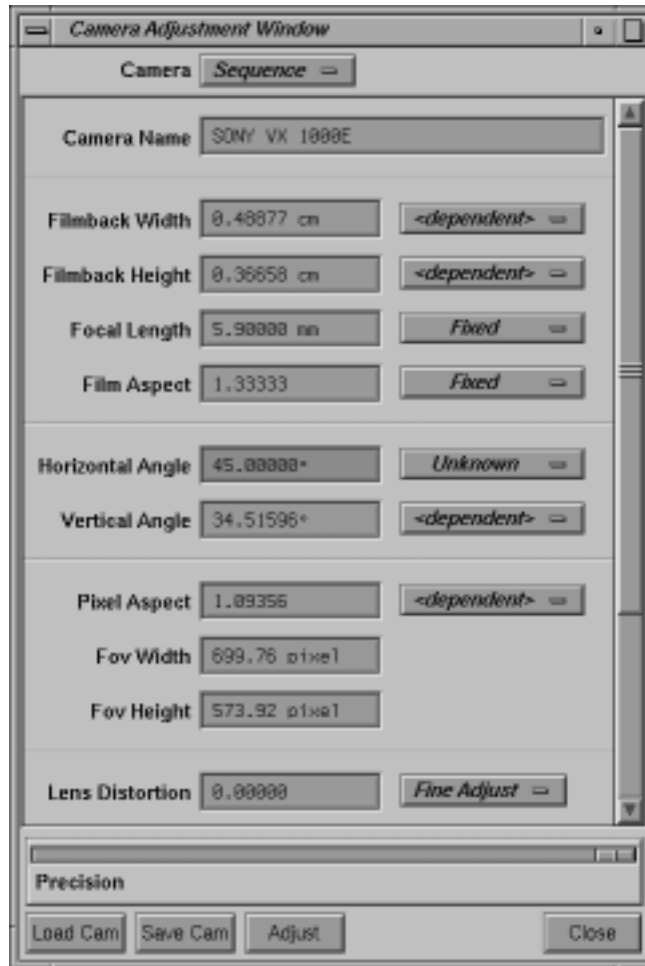 Camera Adjustment Window
Camera Sequence
Camera Name SONY VX 1000E
Filmback Width 0.48877 cm <dependent>
Filmback Height 0.36658 cm <dependent>
Focal Length 5.90000 mm Fixed
Film Aspect 1.33333 Fixed
Horizontal Angle 45.00000° Unknown
Vertical Angle 34.51596° <dependent>
Pixel Aspect 1.09356 <dependent>
Fov Width 699.76 pixel
Fov Height 573.92 pixel
Lens Distortion 0.00000 Fine Adjust
Precision
Load Cam Save Cam Adjust Close